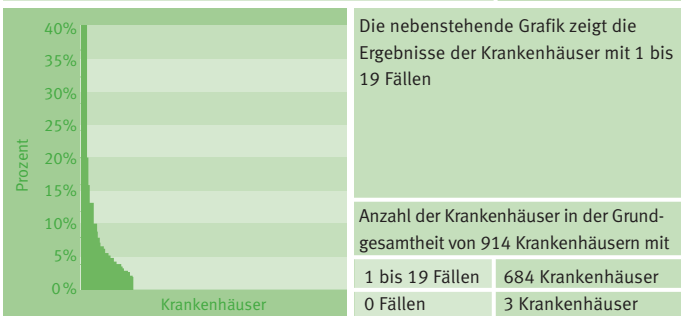 40%
35%
30%
25%
20%
15%
10%
5%
0%
Prozent
Krankenhäuser
Die nebenstehende Grafik zeigt die
Ergebnisse der Krankenhäuser mit 1 bis
19 Fällen
Anzahl der Krankenhäuser in der Grund-
gesamtheit von 914 Krankenhäusern mit
1 bis 19 Fällen 684 Krankenhäuser
0 Fällen 3 Krankenhäuser